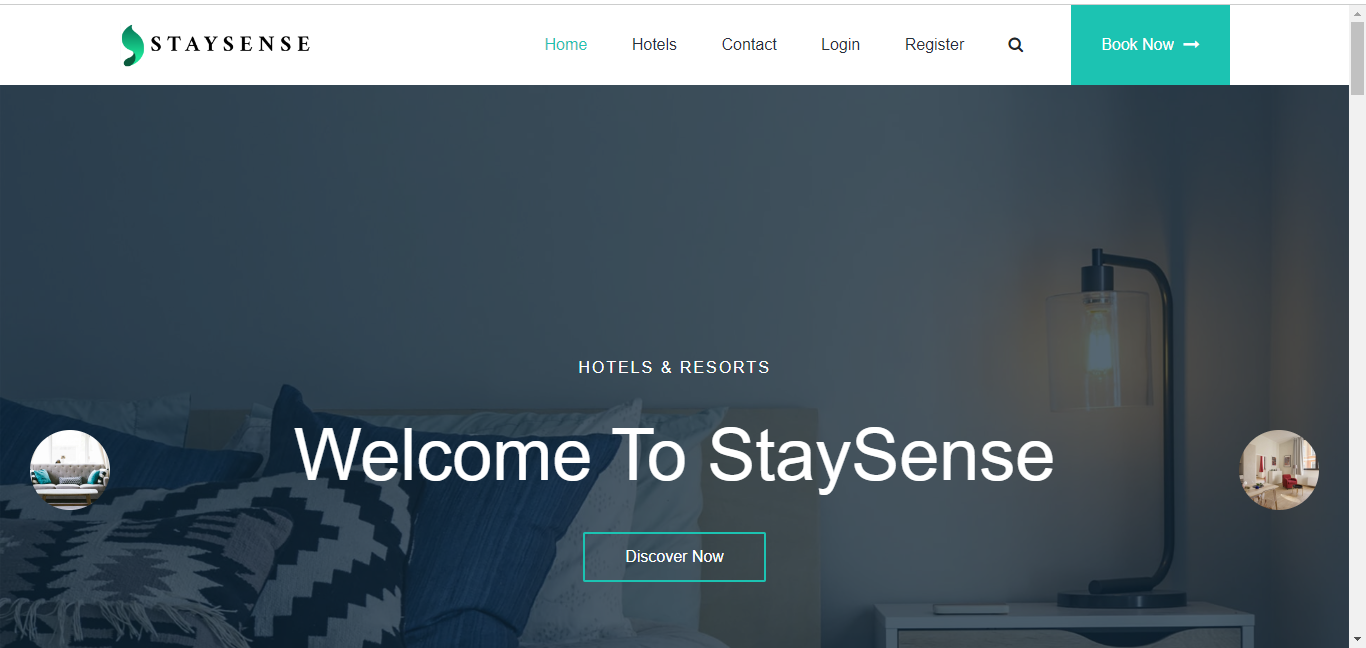 STAYSENSE
Home Hotels Contact Login Register Book Now
HOTELS & RESORTS
Welcome To StaySense
Discover Now